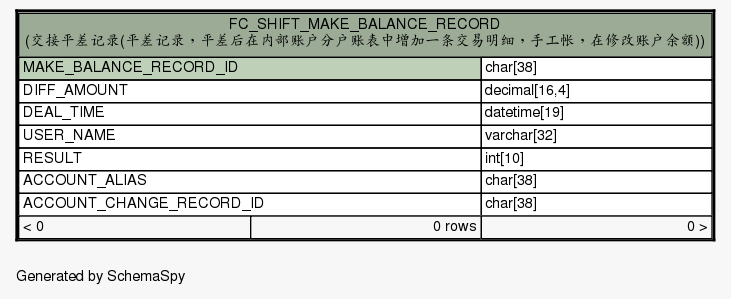 FC_SHIFT_MAKE_BALANCE_RECORD
(交接平差记录(平差记录，平差后在内部账户分户账表中增加一条交易明细，手工帐，在修改账户余额))
MAKE_BALANCE_RECORD_ID char[38]
DIFF_AMOUNT decimal[16,4]
DEAL_TIME datetime[19]
USER_NAME varchar[32]
RESULT int[10]
ACCOUNT_ALIAS char[38]
ACCOUNT_CHANGE_RECORD_ID char[38]
< 0 0 rows 0 >
Generated by SchemaSpy